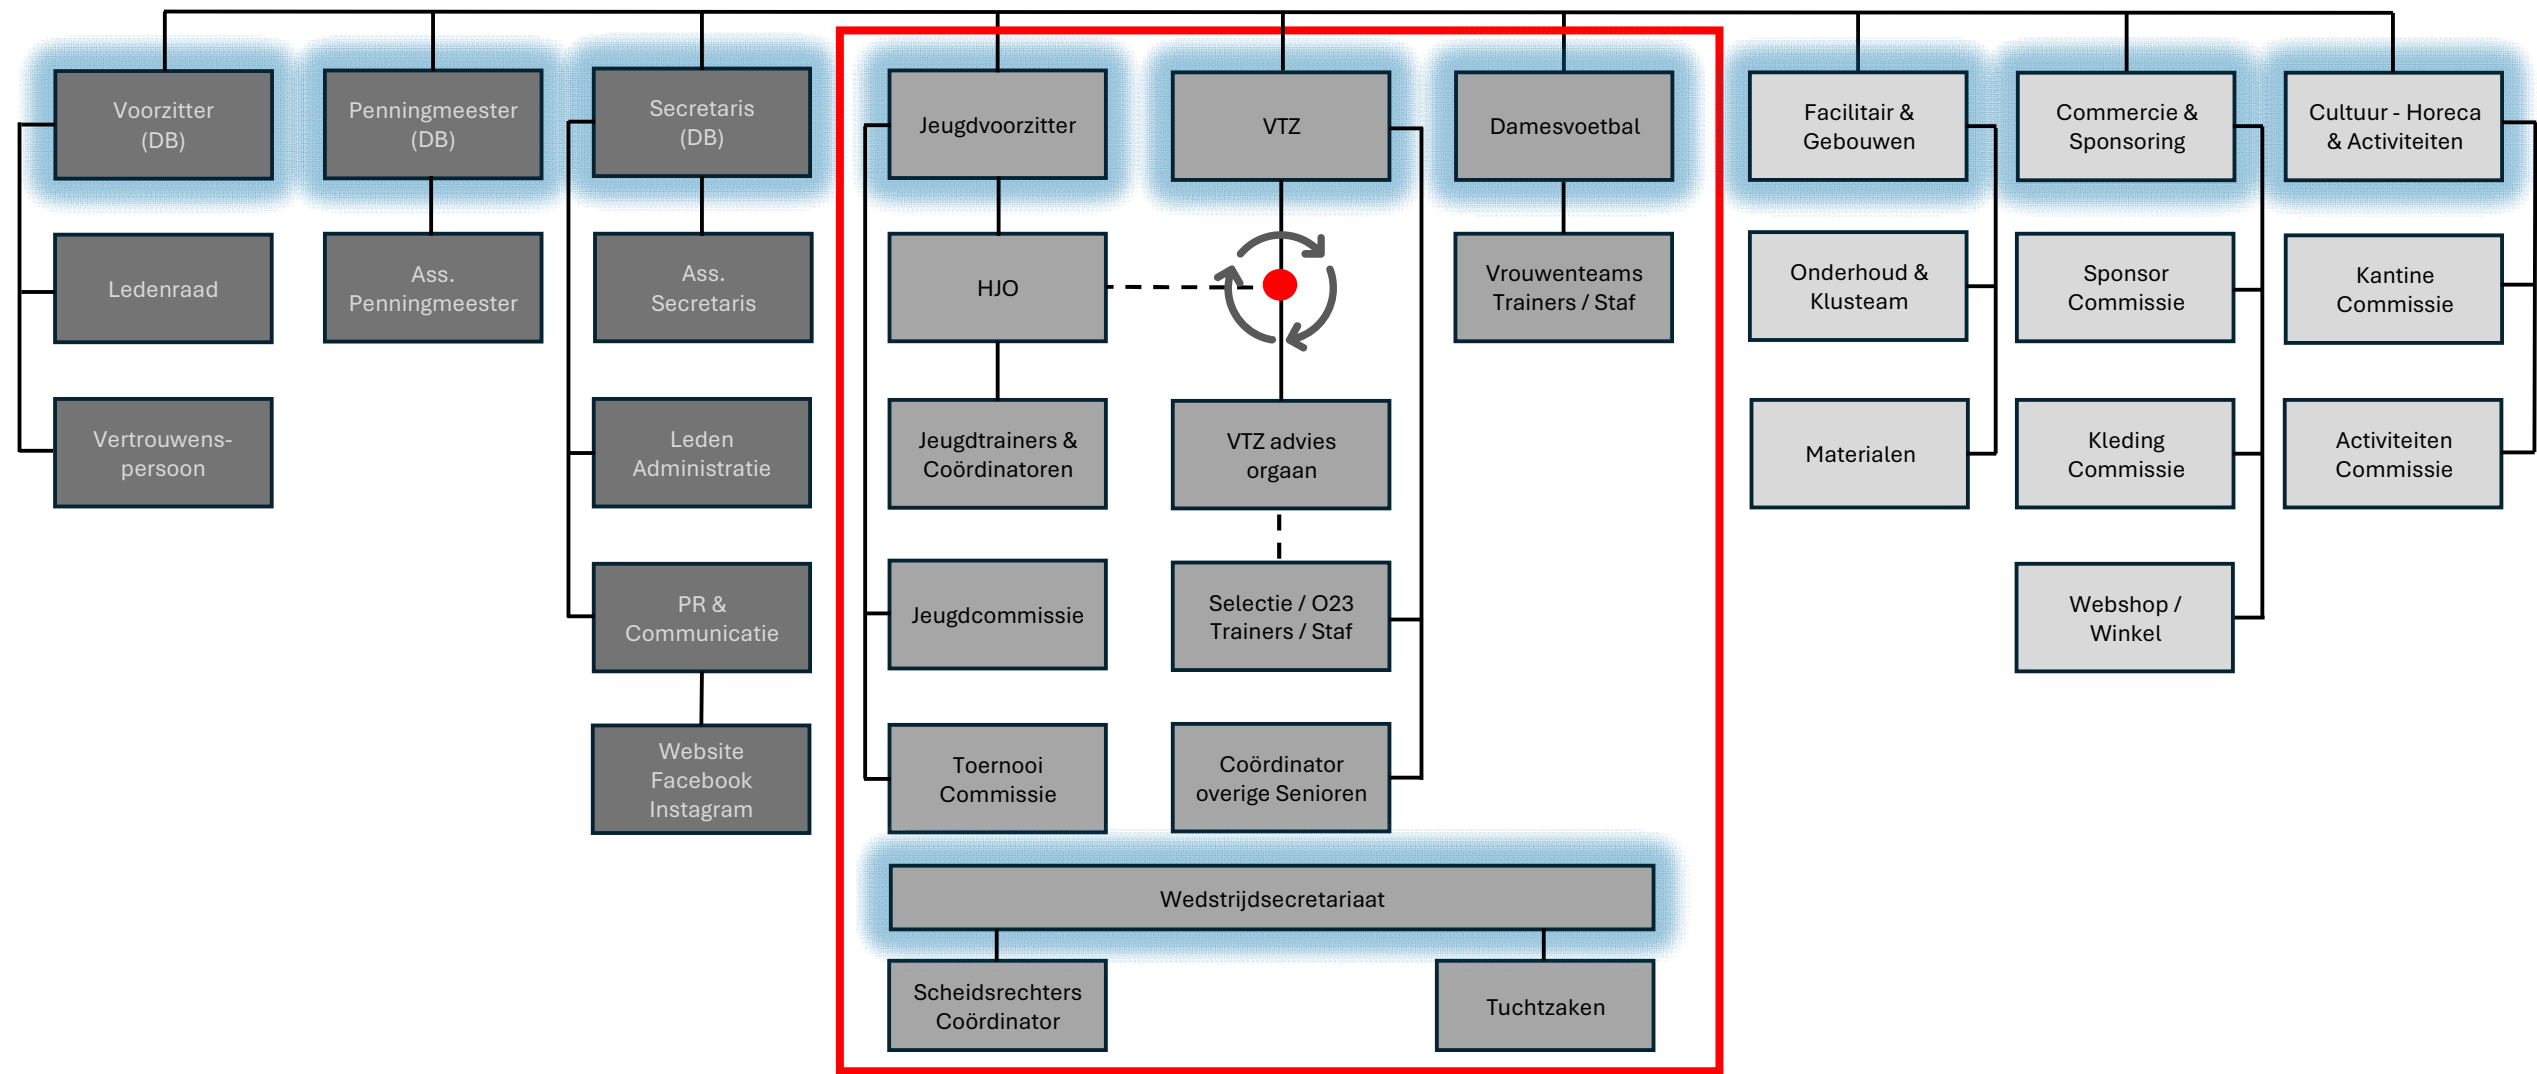 Voorzitter
(DB)
Penningmeester
(DB)
Secretaris
(DB)
Jeugdvoorzitter
VTZ
Damesvoetbal
Facilitair &
Gebouwen
Commercie &
Sponsoring
Cultuur - Horeca
& Activiteiten
Ledenraad
Ass.
Penningmeester
Ass.
Secretaris
HJO
Vrouwenteams
Trainers / Staf
Onderhoud &
Klusteam
Sponsor
Commissie
Kantine
Commissie
Vertrouwens-
persoon
Leden
Administratie
Jeugdtrainers &
Coördinatoren
VTZ advies
orgaan
Materialen
Kleding
Commissie
Activiteiten
Commissie
PR &
Communicatie
Jeugdcommissie
Selectie / O23
Trainers / Staf
Webshop /
Winkel
Website
Facebook
Instagram
Toernooi
Commissie
Coördinator
overige Senioren
Wedstrijdsecretariaat
Scheidsrechters
Coördinator
Tuchtzaken